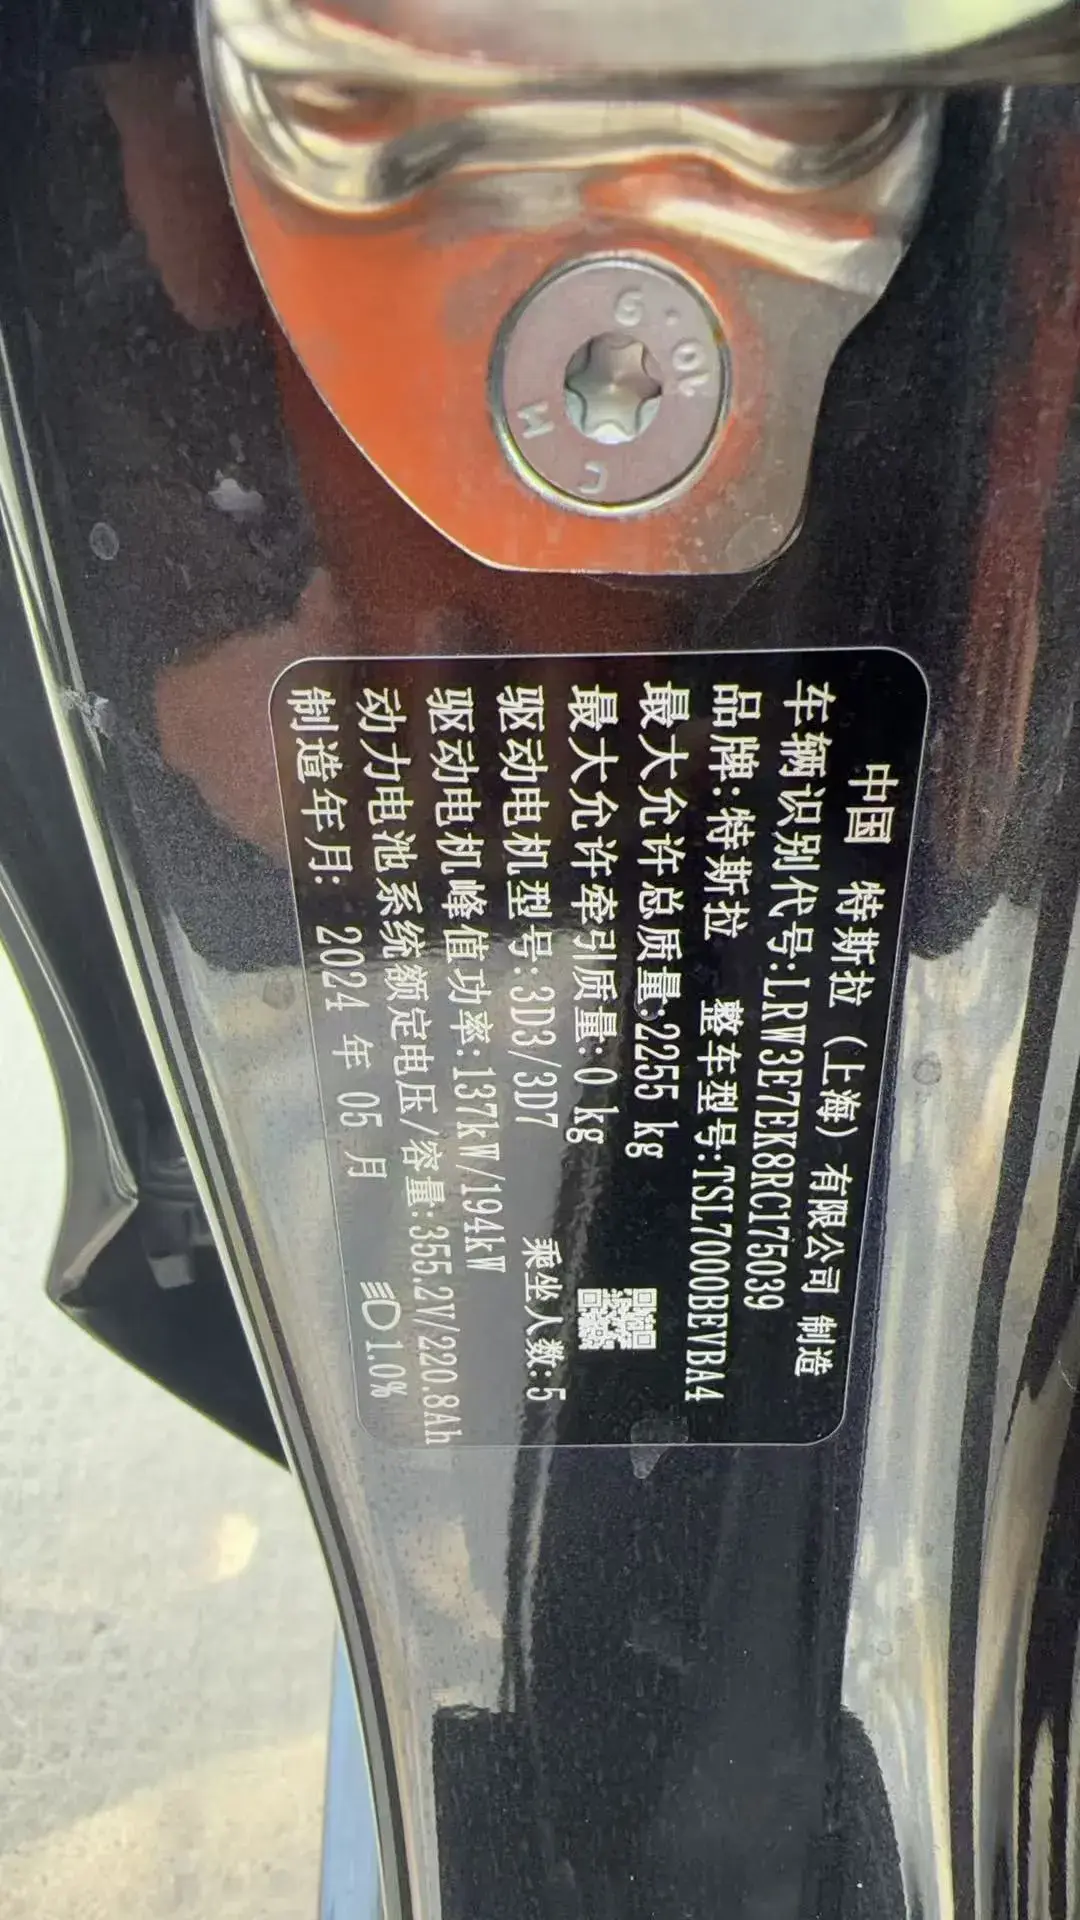 中国 特斯拉（上海）有限公司 制造
车辆识别代号:LRW3E7EK8RC175039
品牌:特斯拉 整车型号:TSL7000BEVBA4
最大允许总质量:2255 kg
最大允许牵引质量:0 kg
驱动电机型号:3D3/3D7 乘坐人数:5
驱动电机峰值功率:137kW/194kW
动力电池系统额定电压/容量:355.2V/220.8Ah
制造年月: 2024 年 05 月 1.0%
10.9